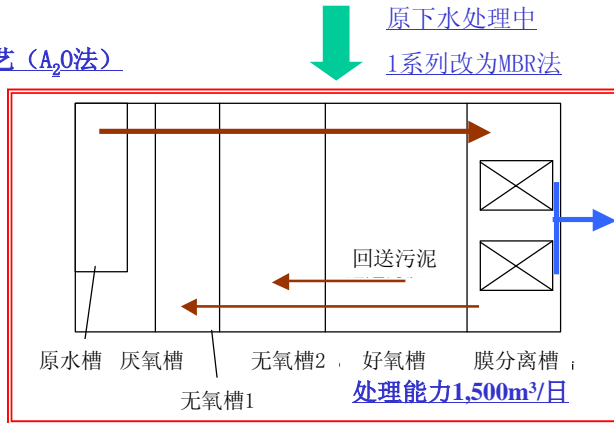 原下水处理中
艺（A₂O法）
1系列改为MBR法
回送污泥
原水槽 厌氧槽 无氧槽2 好氧槽 膜分离槽
无氧槽1
处理能力1,500m³/日